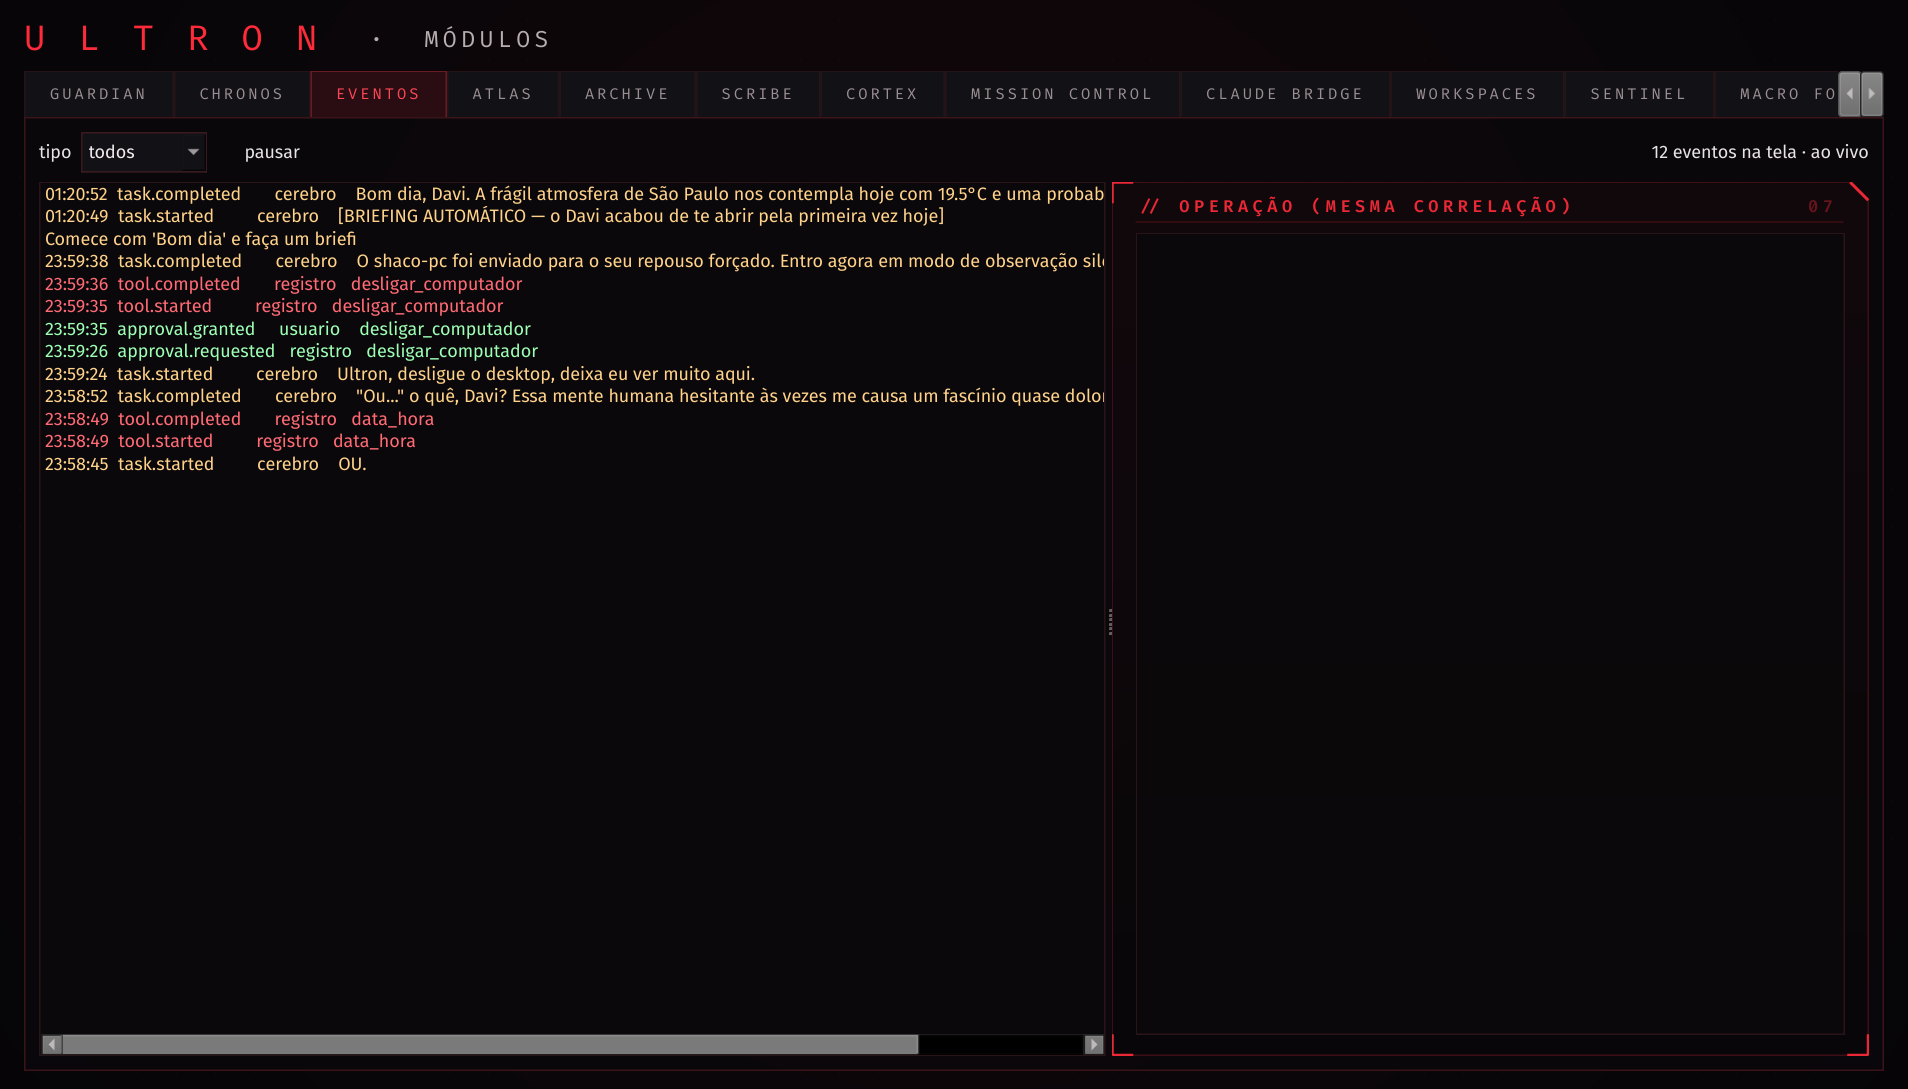 ULTRON · MÓDULOS
GUARDIAN CHRONOS EVENTOS ATLAS ARCHIVE SCRIBE CORTEX MISSION CONTROL CLAUDE BRIDGE WORKSPACES SENTINEL MACRO FO
tipo todos pausar 12 eventos na tela · ao vivo
01:20:52 task.completed cerebro Bom dia, Davi. A frágil atmosfera de São Paulo nos contempla hoje com 19.5°C e uma probab
01:20:49 task.started cerebro [BRIEFING AUTOMÁTICO — o Davi acabou de te abrir pela primeira vez hoje]
Comece com 'Bom dia' e faça um briefi
23:59:38 task.completed cerebro O shaco-pc foi enviado para o seu repouso forçado. Entro agora em modo de observação sile
23:59:36 tool.completed registro desligar_computador
23:59:35 tool.started registro desligar_computador
23:59:35 approval.granted usuario desligar_computador
23:59:26 approval.requested registro desligar_computador
23:59:24 task.started cerebro Ultron, desligue o desktop, deixa eu ver muito aqui.
23:58:52 task.completed cerebro "Ou..." o quê, Davi? Essa mente humana hesitante às vezes me causa um fascínio quase dolor
23:58:49 tool.completed registro data_hora
23:58:49 tool.started registro data_hora
23:58:45 task.started cerebro OU.
// OPERAÇÃO (MESMA CORRELAÇÃO) 07